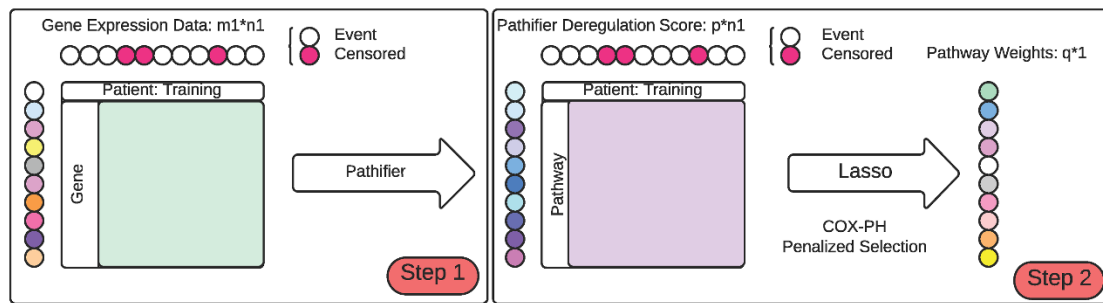 Gene Expression Data: m1*n1
Event
Censored
Patient: Training
Gene
Pathifier
Step 1
Pathifier Deregulation Score: p*n1
Event
Censored
Patient: Training
Pathway
Lasso
COX-PH
Penalized Selection
Pathway Weights: q*1
Step 2